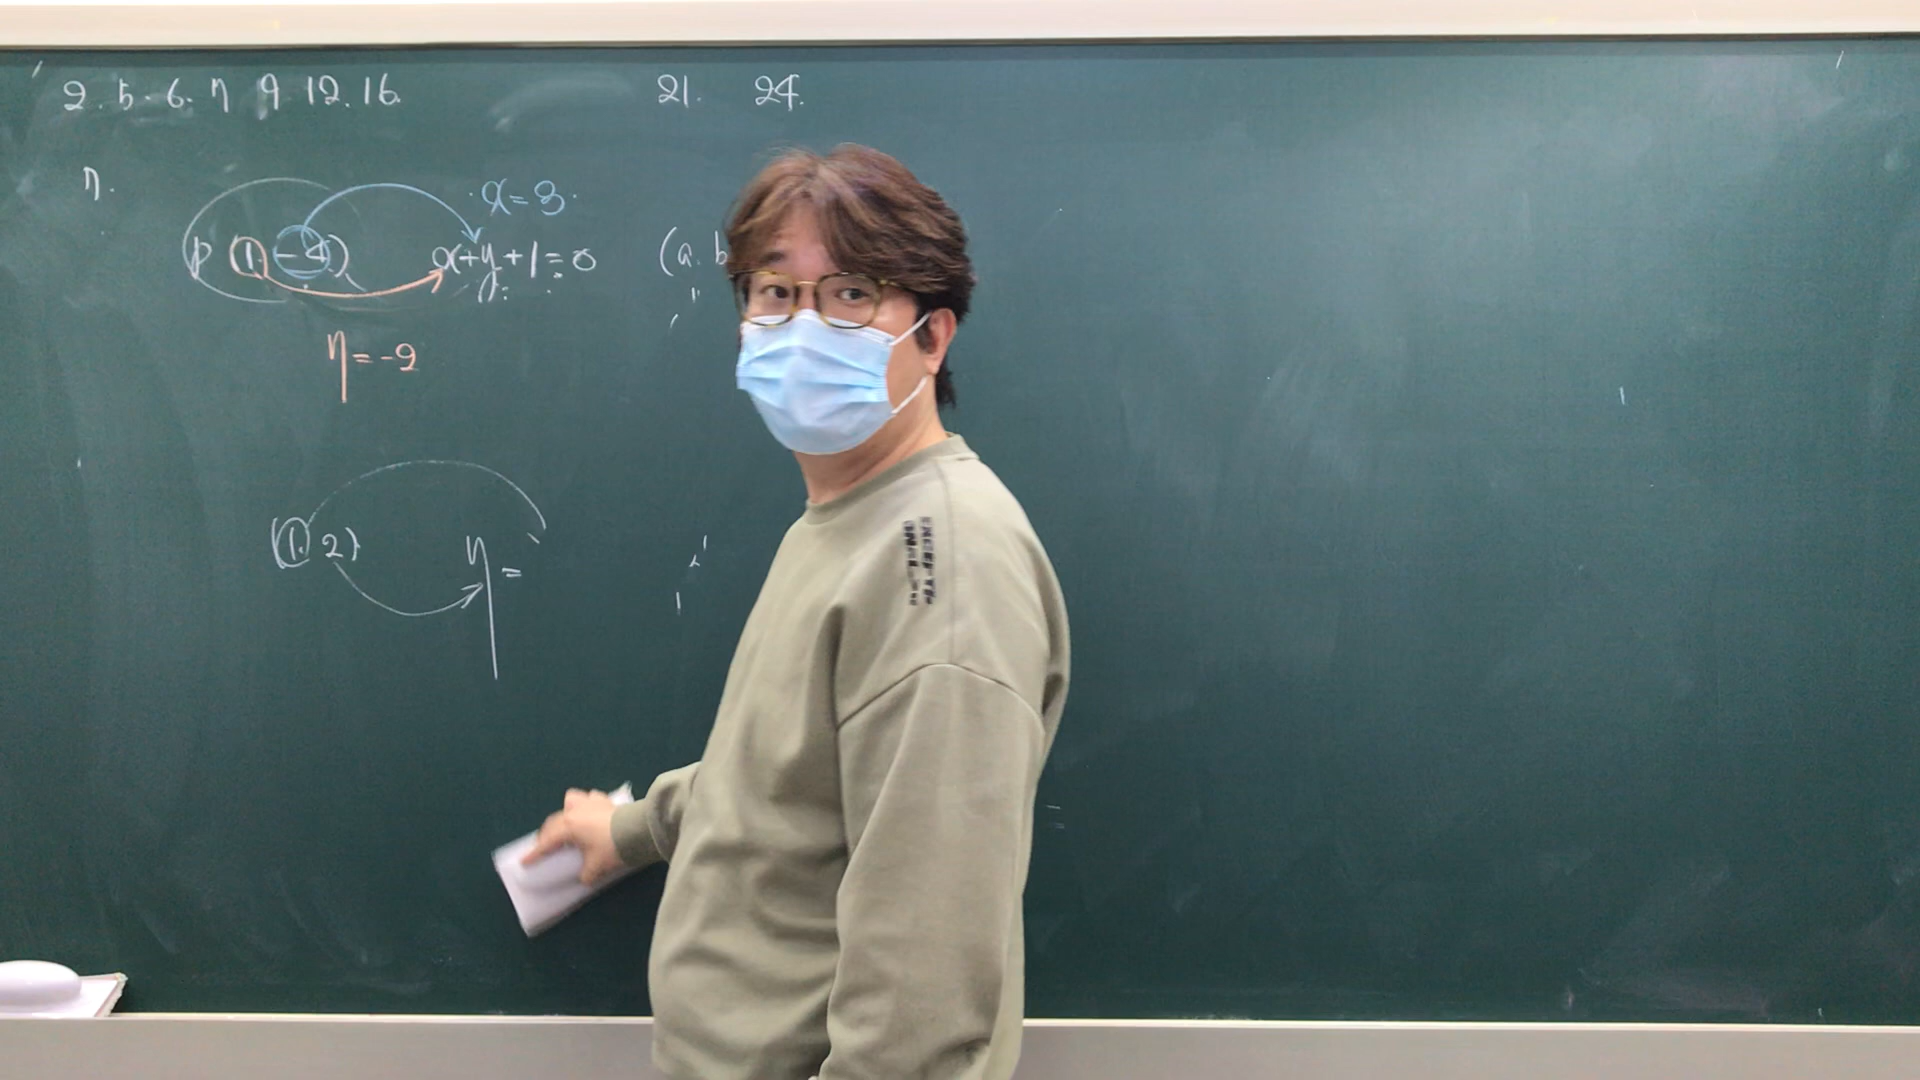 2. 5. 6. 7 9 12. 16. 21. 24.
7.
x=3
P(1. -4) x+y+1=0 (a. b
y=-2
(1. 2) y=